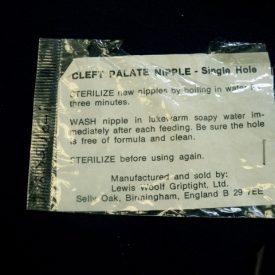 CLEFT PALATE NIPPLE - Single Hole
STERILIZE new nipples by boiling in water
three minutes.
WASH nipple in lukewarm soapy water im-
mediately after each feeding. Be sure the hole
is free of formula and clean.
STERILIZE before using again.
Manufactured and sold by:
Lewis Woolf Griptight, Ltd.
Selly Oak, Birmingham, England B 29 7EE